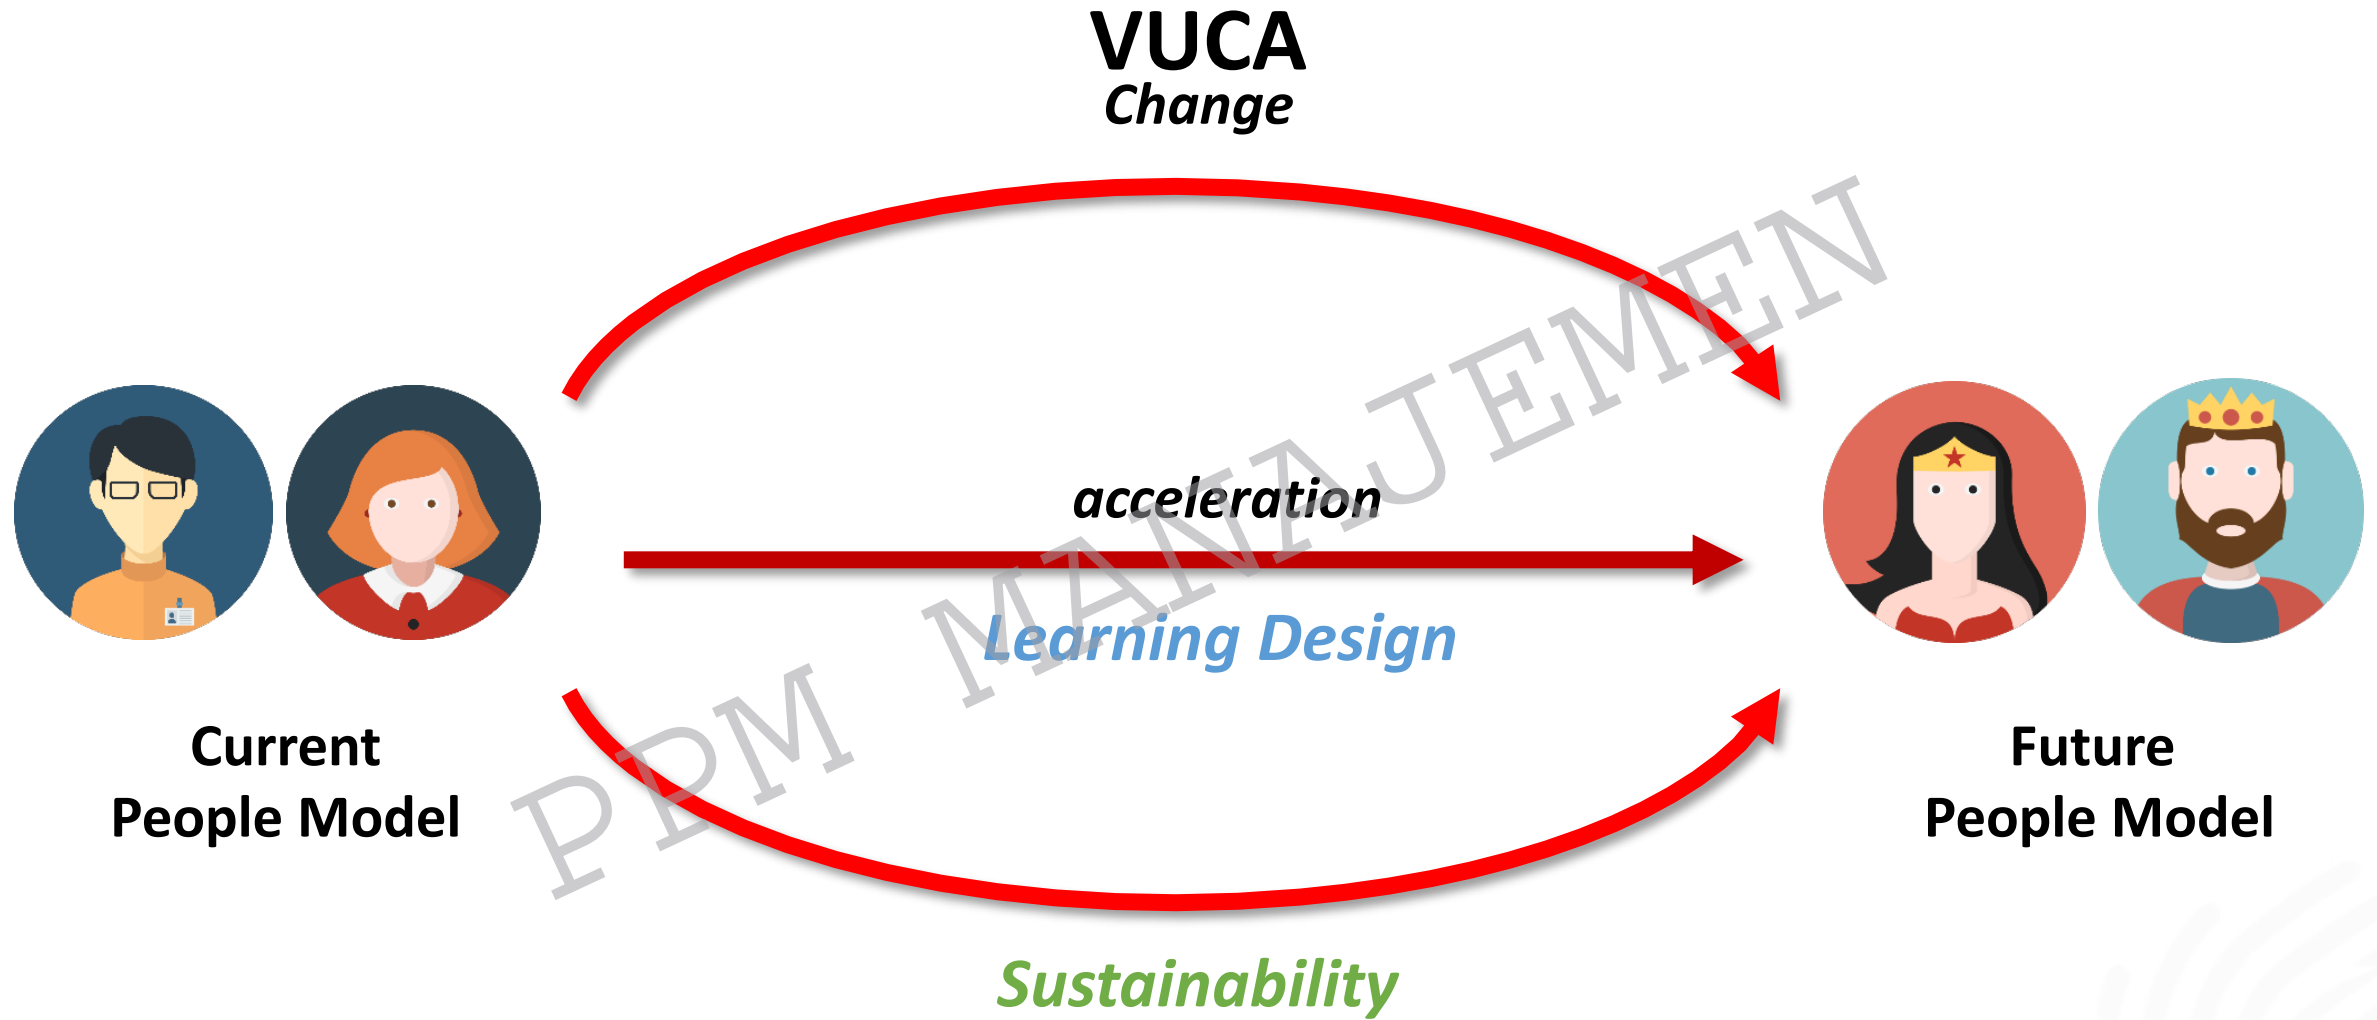 VUCA
Change
acceleration
Learning Design
Current
People Model
Future
People Model
Sustainability
PPM MANAJEMEN